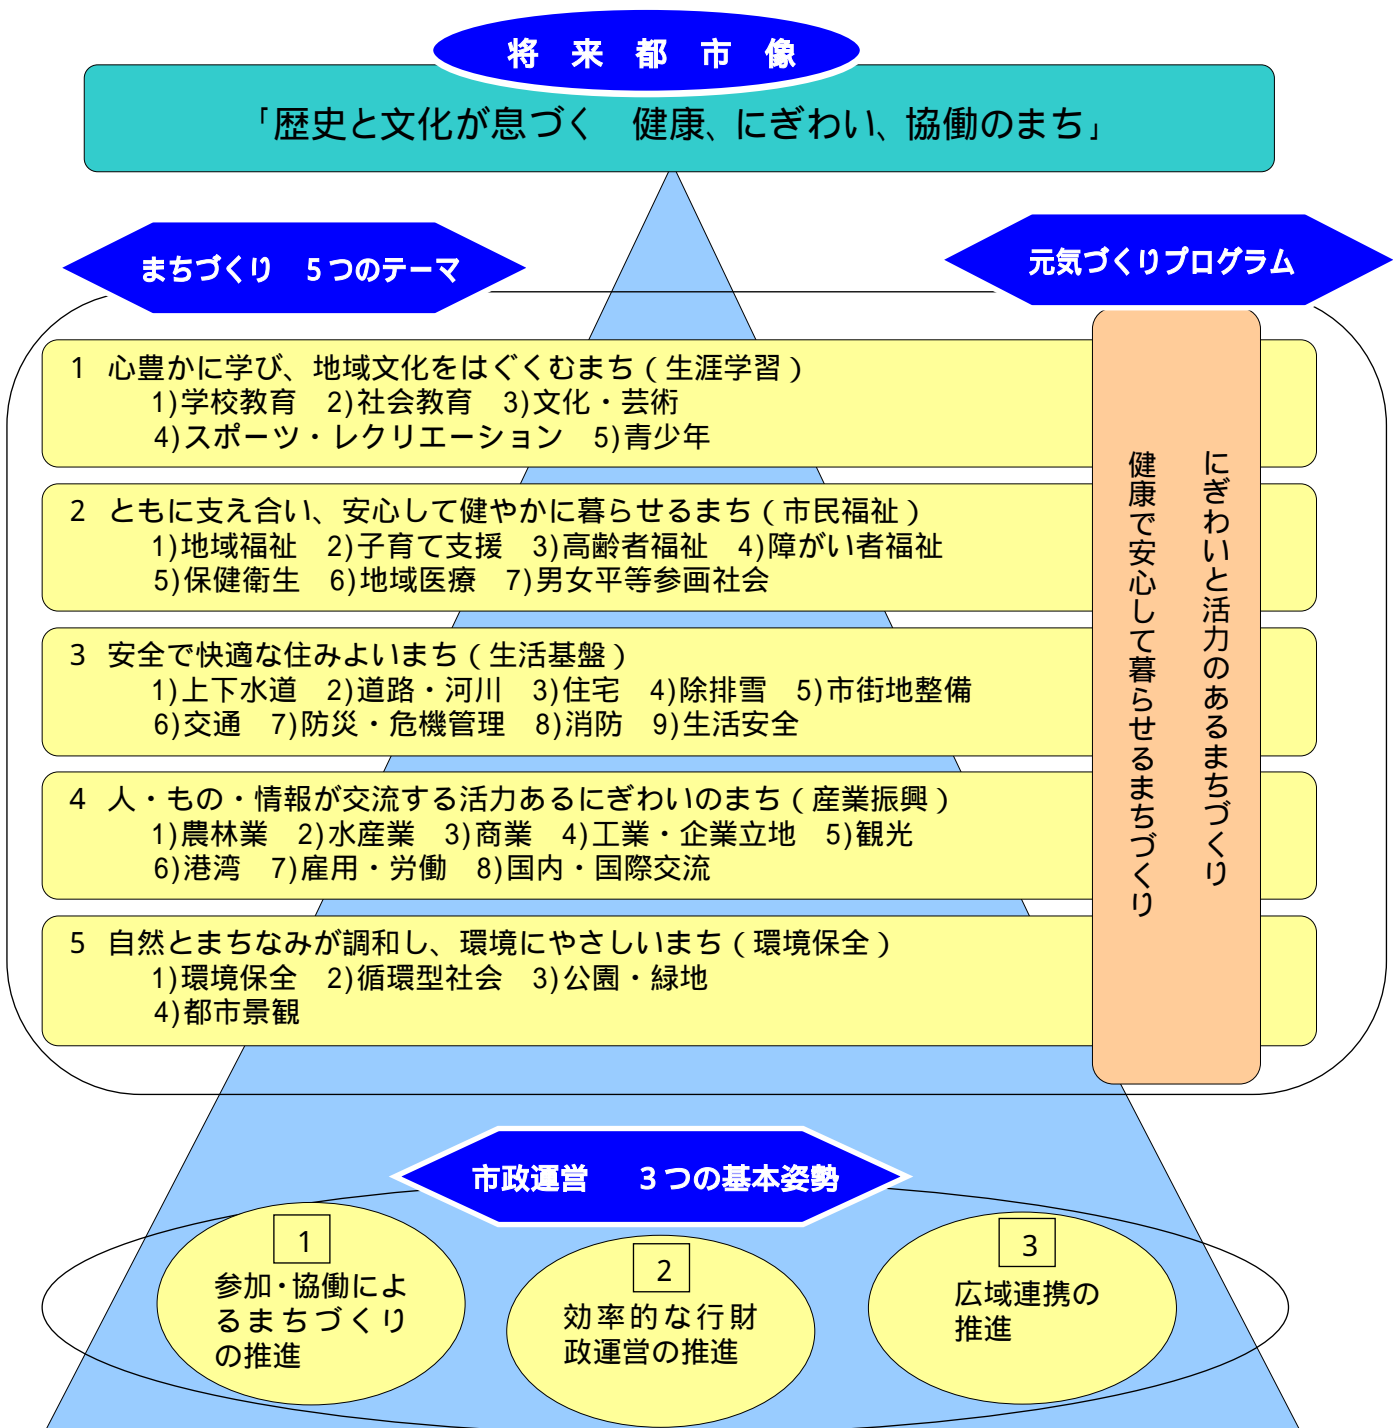 将来都市像
「歴史と文化が息づく　健康、にぎわい、協働のまち」
まちづくり　５つのテーマ
元気づくりプログラム
1 心豊かに学び、地域文化をはぐくむまち（生涯学習）
1)学校教育　2)社会教育　3)文化・芸術
4)スポーツ・レクリエーション　5)青少年
2 ともに支え合い、安心して健やかに暮らせるまち（市民福祉）
1)地域福祉　2)子育て支援　3)高齢者福祉　4)障がい者福祉
5)保健衛生　6)地域医療　7)男女平等参画社会
3 安全で快適な住みよいまち（生活基盤）
1)上下水道　2)道路・河川　3)住宅　4)除排雪　5)市街地整備
6)交通　7)防災・危機管理　8)消防　9)生活安全
4 人・もの・情報が交流する活力あるにぎわいのまち（産業振興）
1)農林業　2)水産業　3)商業　4)工業・企業立地　5)観光
6)港湾　7)雇用・労働　8)国内・国際交流
5 自然とまちなみが調和し、環境にやさしいまち（環境保全）
1)環境保全　2)循環型社会　3)公園・緑地
4)都市景観
にぎわいと活力のあるまちづくり
健康で安心して暮らせるまちづくり
市政運営　３つの基本姿勢
1
参加・協働によ
るまちづくり
の推進
2
効率的な行財
政運営の推進
3
広域連携の
推進